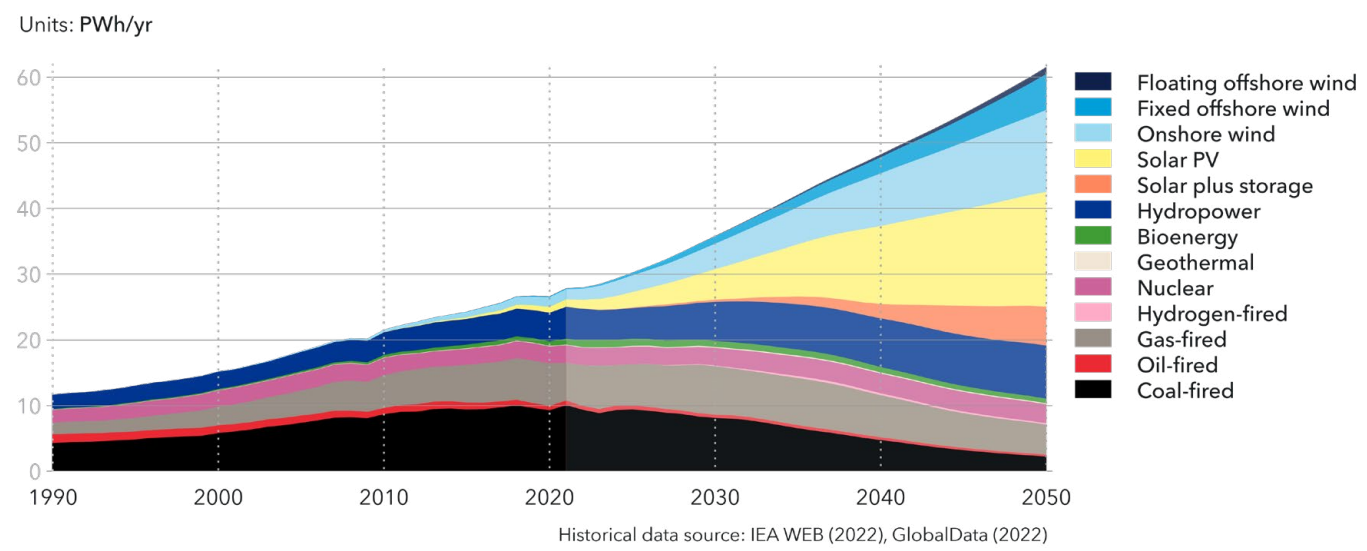 Units: PWh/yr
60
50
40
30
20
10
0
1990 2000 2010 2020 2030 2040 2050
Floating offshore wind
Fixed offshore wind
Onshore wind
Solar PV
Solar plus storage
Hydropower
Bioenergy
Geothermal
Nuclear
Hydrogen-fired
Gas-fired
Oil-fired
Coal-fired
Historical data source: IEA WEB (2022), GlobalData (2022)